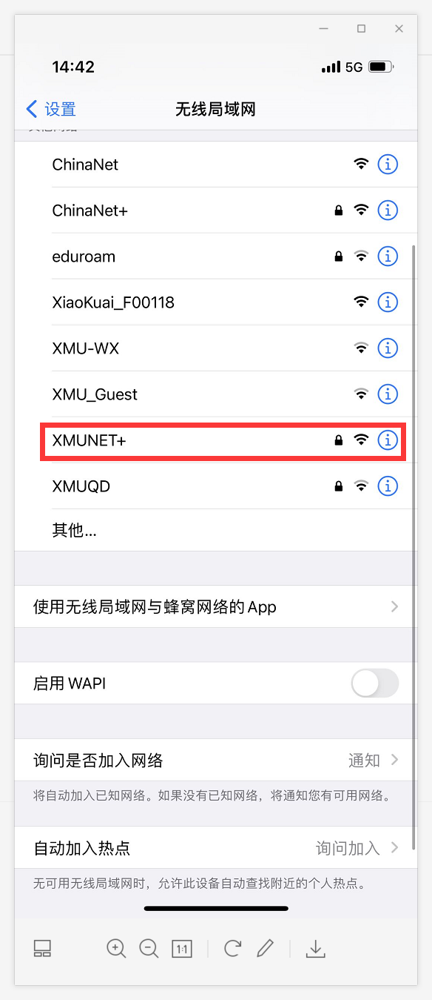 14:42
5G
设置
无线局域网
ChinaNet
ChinaNet+
eduroam
XiaoKuai_F00118
XMU-WX
XMU_Guest
XMUNET+
XMUQD
其他...
使用无线局域网与蜂窝网络的App
启用 WAPI
询问是否加入网络
通知
将自动加入已知网络。如果没有已知网络，将通知您有可用网络。
自动加入热点
询问加入
无可用无线局域网时，允许此设备自动查找附近的个人热点。
1:1